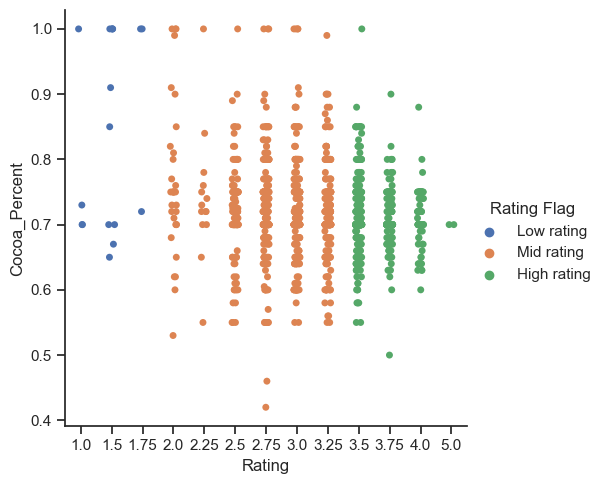 1.0
0.9
0.8
0.7
0.6
0.5
0.4
Cocoa_Percent
1.0 1.5 1.75 2.0 2.25 2.5 2.75 3.0 3.25 3.5 3.75 4.0 5.0
Rating
Rating Flag
Low rating
Mid rating
High rating